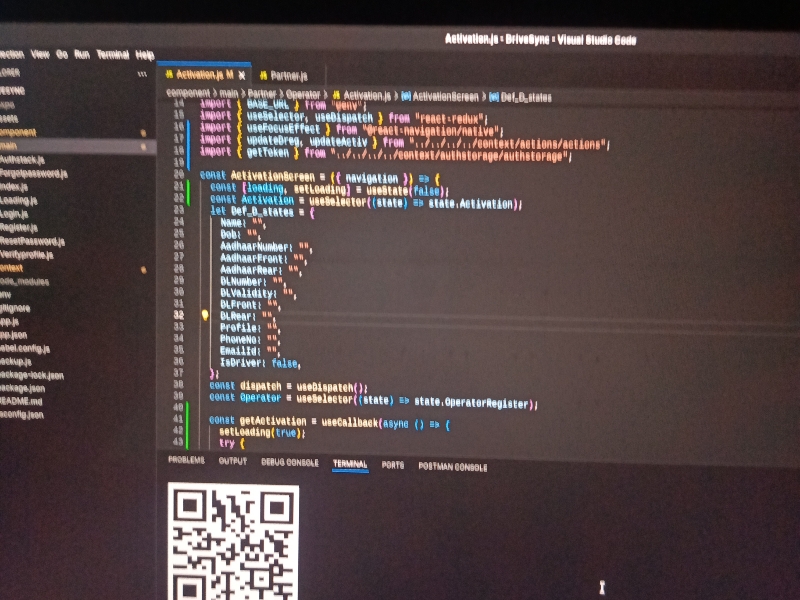 Activation.js - DriveSync - Visual Studio Code
ection View Go Run Terminal Help
LORER
Activation.js M
Partner.js
component > main > Partner > Operator > Activation.js > ActivationScreen > Def_D_states
14 import { BASE_URL } from "@env";
15 import { useSelector, useDispatch } from "react-redux";
16 import { useFocusEffect } from "@react-navigation/native";
17 import { updateDreg, updateActiv } from "../../../../context/actions/actions";
18 import { getToken } from "../../../../context/authstorage/authstorage";
19
20 const ActivationScreen = ({ navigation }) => {
21 const [loading, setLoading] = useState(false);
22 const Activation = useSelector((state) => state.Activation);
23 let Def_D_states = {
24 Name: "",
25 Dob: "",
26 AadhaarNumber: "",
27 AadhaarFront: "",
28 AadhaarRear: "",
29 DLNumber: "",
30 DLValidity: "",
31 DLFront: "",
32 DLRear: "",
33 Profile: "",
34 PhoneNo: "",
35 EmailId: "",
36 IsDriver: false,
37 };
38 const dispatch = useDispatch();
39 const Operator = useSelector((state) => state.OperatorRegister);
40
41 const getActivation = useCallback(async () => {
42 setLoading(true);
43 try {
ESYNC
expo
ssets
omponent
main
Authstack.js
Forgotpassword.js
Index.js
Loading.js
Login.js
Register.js
ResetPassword.js
Verifyprofile.js
ontext
ode_modules
env
gitignore
pp.js
pp.json
abel.config.js
ackup.js
ackage-lock.json
ackage.json
EADME.md
sconfig.json
PROBLEMS OUTPUT DEBUG CONSOLE TERMINAL PORTS POSTMAN CONSOLE